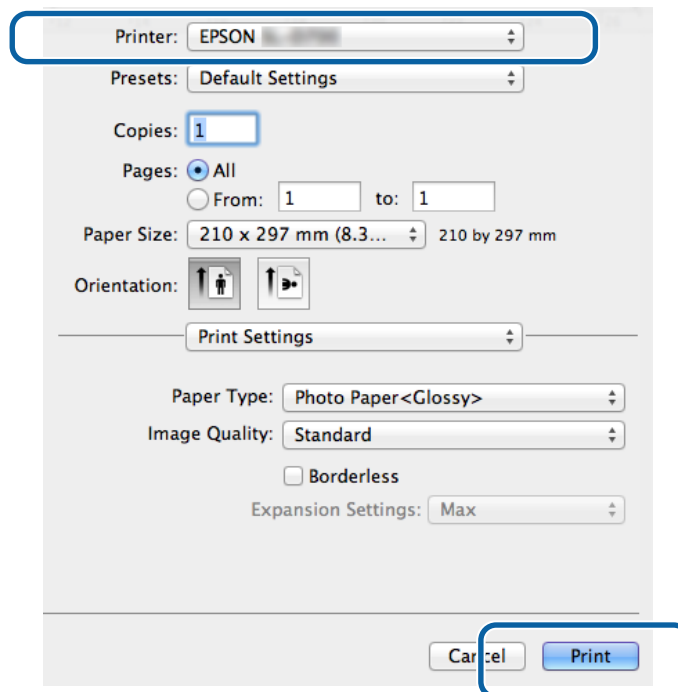 Printer: EPSON
Presets: Default Settings
Copies: 1
Pages: All
From: 1 to: 1
Paper Size: 210 x 297 mm (8.3... 210 by 297 mm
Orientation:
Print Settings
Paper Type: Photo Paper<Glossy>
Image Quality: Standard
Borderless
Expansion Settings: Max
Cancel Print